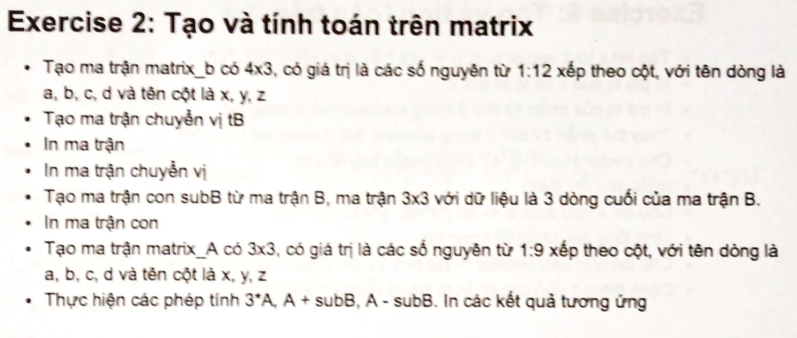 Exercise 2: Tạo và tính toán trên matrix
• Tạo ma trận matrix_b có 4x3, có giá trị là các số nguyên từ 1:12 xếp theo cột, với tên dòng là
a, b, c, d và tên cột là x, y, z
• Tạo ma trận chuyển vị tB
• In ma trận
• In ma trận chuyển vị
• Tạo ma trận con subB từ ma trận B, ma trận 3x3 với dữ liệu là 3 dòng cuối của ma trận B.
• In ma trận con
• Tạo ma trận matrix_A có 3x3, có giá trị là các số nguyên từ 1:9 xếp theo cột, với tên dòng là
a, b, c, d và tên cột là x, y, z
• Thực hiện các phép tính 3*A, A + subB, A - subB. In các kết quả tương ứng